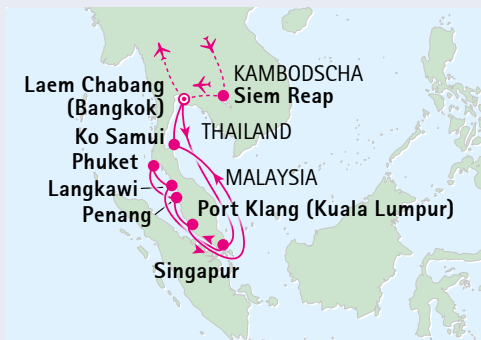 KAMBODSCHA
Laem Chabang
(Bangkok)
Siem Reap
Ko Samui
THAILAND
Phuket
MALAYSIA
Langkawi
Penang
Port Klang (Kuala Lumpur)
Singapur